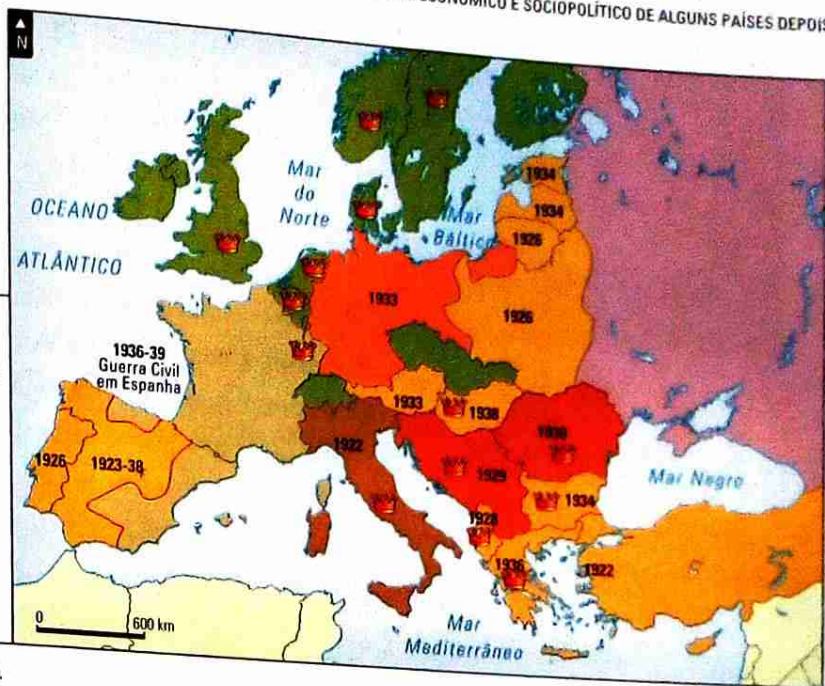 ECONÓMICO E SOCIOPOLÍTICO DE ALGUNS PAÍSES DEPOIS
N
OCEANO
ATLÂNTICO
Mar
do
Norte
Mar
Báltico
1934
1934
1926
1933
1926
1936-39
Guerra Civil
em Espanha
1933
1938
1922
1926
1923-38
1929
1934
Mar Negro
1928
1936
1922
0
600 km
Mar
Mediterrâneo